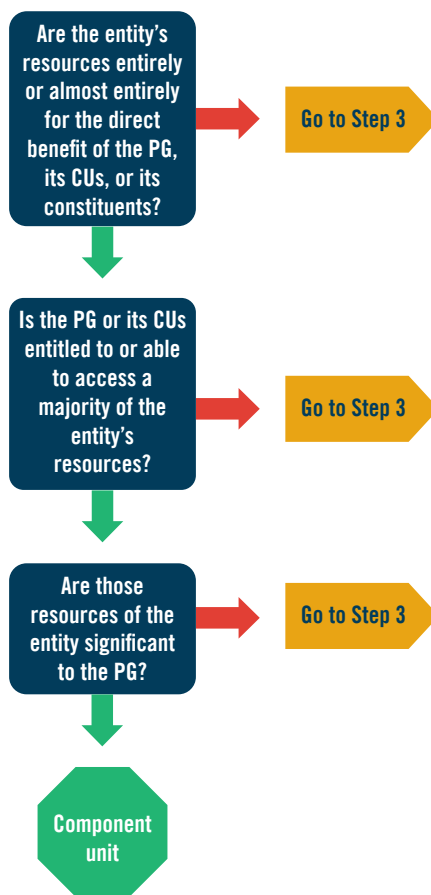 Are the entity’s
resources entirely
or almost entirely
for the direct
benefit of the PG,
its CUs, or its
constituents?
Go to Step 3
Is the PG or its CUs
entitled to or able
to access a
majority of the
entity’s
resources?
Go to Step 3
Are those
resources of the
entity significant
to the PG?
Go to Step 3
Component
unit